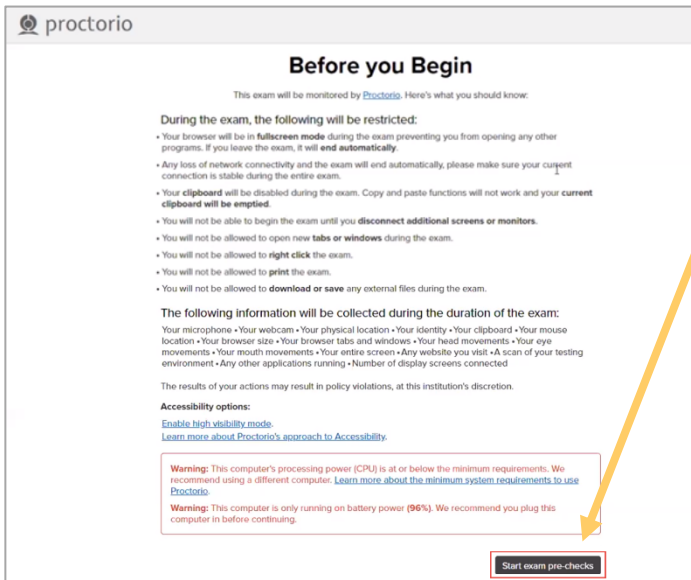 proctorio
Before you Begin
This exam will be monitored by Proctorio. Here's what you should know:
During the exam, the following will be restricted:
• Your browser will be in fullscreen mode during the exam preventing you from opening any other
programs. If you leave the exam, it will end automatically.
• Any loss of network connectivity and the exam will end automatically, please make sure your current
connection is stable during the entire exam.
• Your clipboard will be disabled during the exam. Copy and paste functions will not work and your current
clipboard will be emptied.
• You will not be able to begin the exam until you disconnect additional screens or monitors.
• You will not be allowed to open new tabs or windows during the exam.
• You will not be allowed to right click the exam.
• You will not be allowed to print the exam.
• You will not be allowed to download or save any external files during the exam.
The following information will be collected during the duration of the exam:
Your microphone • Your webcam • Your physical location • Your identity • Your clipboard • Your mouse
location • Your browser size • Your browser tabs and windows • Your head movements • Your eye
movements • Your mouth movements • Your entire screen • Any website you visit • A scan of your testing
environment • Any other applications running • Number of display screens connected
The results of your actions may result in policy violations, at this institution's discretion.
Accessibility options:
Enable high visibility mode.
Learn more about Proctorio's approach to Accessibility.
Warning: This computer's processing power (CPU) is at or below the minimum requirements. We
recommend using a different computer. Learn more about the minimum system requirements to use
Proctorio.
Warning: This computer is only running on battery power (96%). We recommend you plug this
computer in before continuing.
Start exam pre-checks